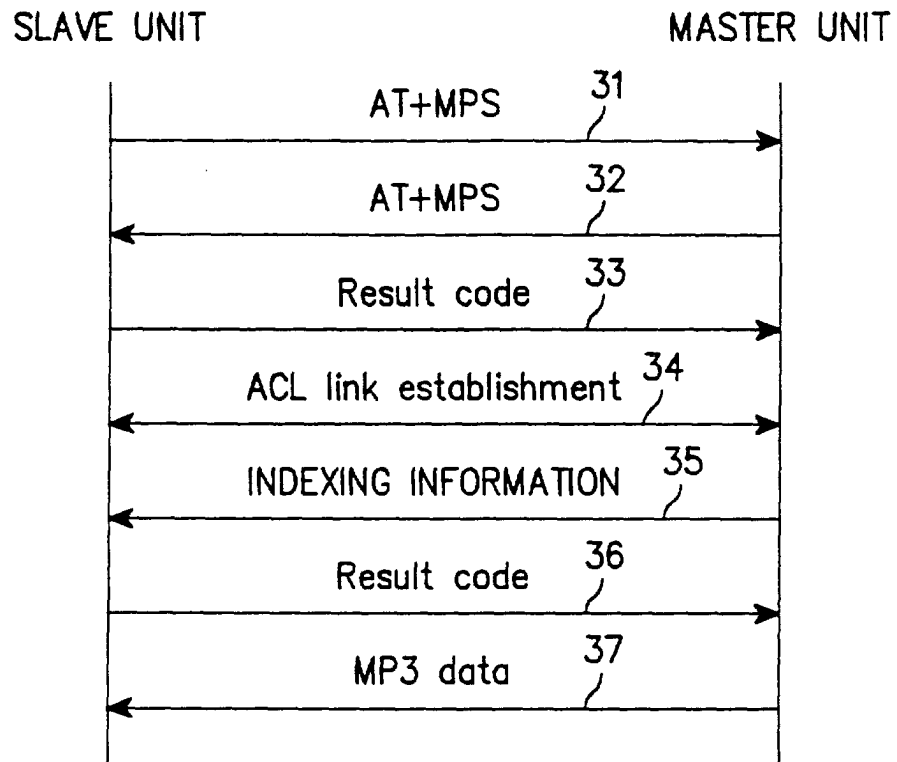 SLAVE UNIT MASTER UNIT
AT+MPS 31
AT+MPS 32
Result code 33
ACL link establishment 34
INDEXING INFORMATION 35
Result code 36
MP3 data 37